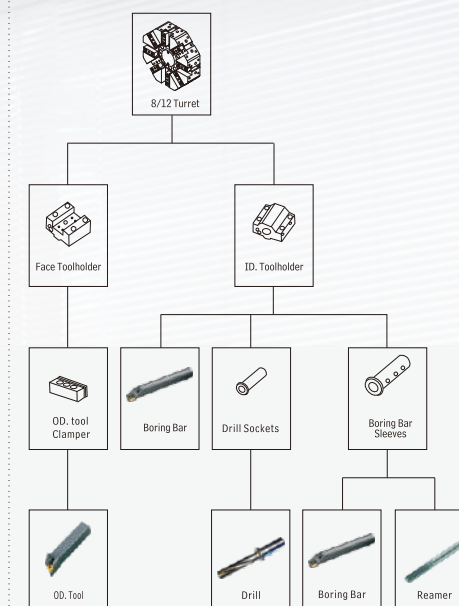 8/12 Turret
Face Toolholder
ID. Toolholder
OD. tool
Clamper
Boring Bar
Drill Sockets
Boring Bar
Sleeves
OD. Tool
Drill
Boring Bar
Reamer